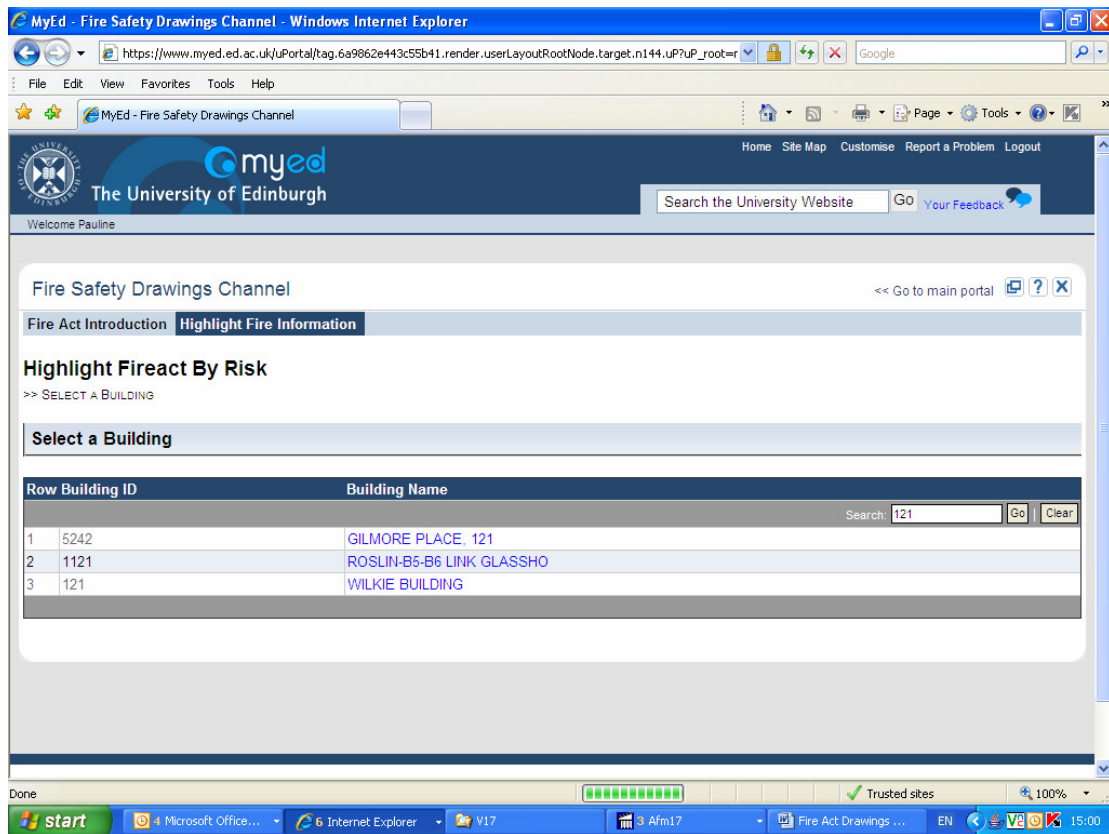 MyEd - Fire Safety Drawings Channel - Windows Internet Explorer
https://www.myed.ed.ac.uk/uPortal/tag.6a9862e443c55b41.render.userLayoutRootNode.target.n144.uP?uP_root=r
Google
File Edit View Favorites Tools Help
MyEd - Fire Safety Drawings Channel
Page Tools
Home Site Map Customise Report a Problem Logout
myed
The University of Edinburgh
Search the University Website Go Your Feedback
Welcome Pauline
Fire Safety Drawings Channel << Go to main portal ?
Fire Act Introduction Highlight Fire Information
Highlight Fireact By Risk
>> SELECT A BUILDING
Select a Building
Row Building ID Building Name
Search: 121 Go | Clear
1 5242 GILMORE PLACE, 121
2 1121 ROSLIN-B5-B6 LINK GLASSHO
3 121 WILKIE BUILDING
Done Trusted sites 100%
start 4 Microsoft Office... 6 Internet Explorer V17 3 Afm17 Fire Act Drawings ... EN 15:00